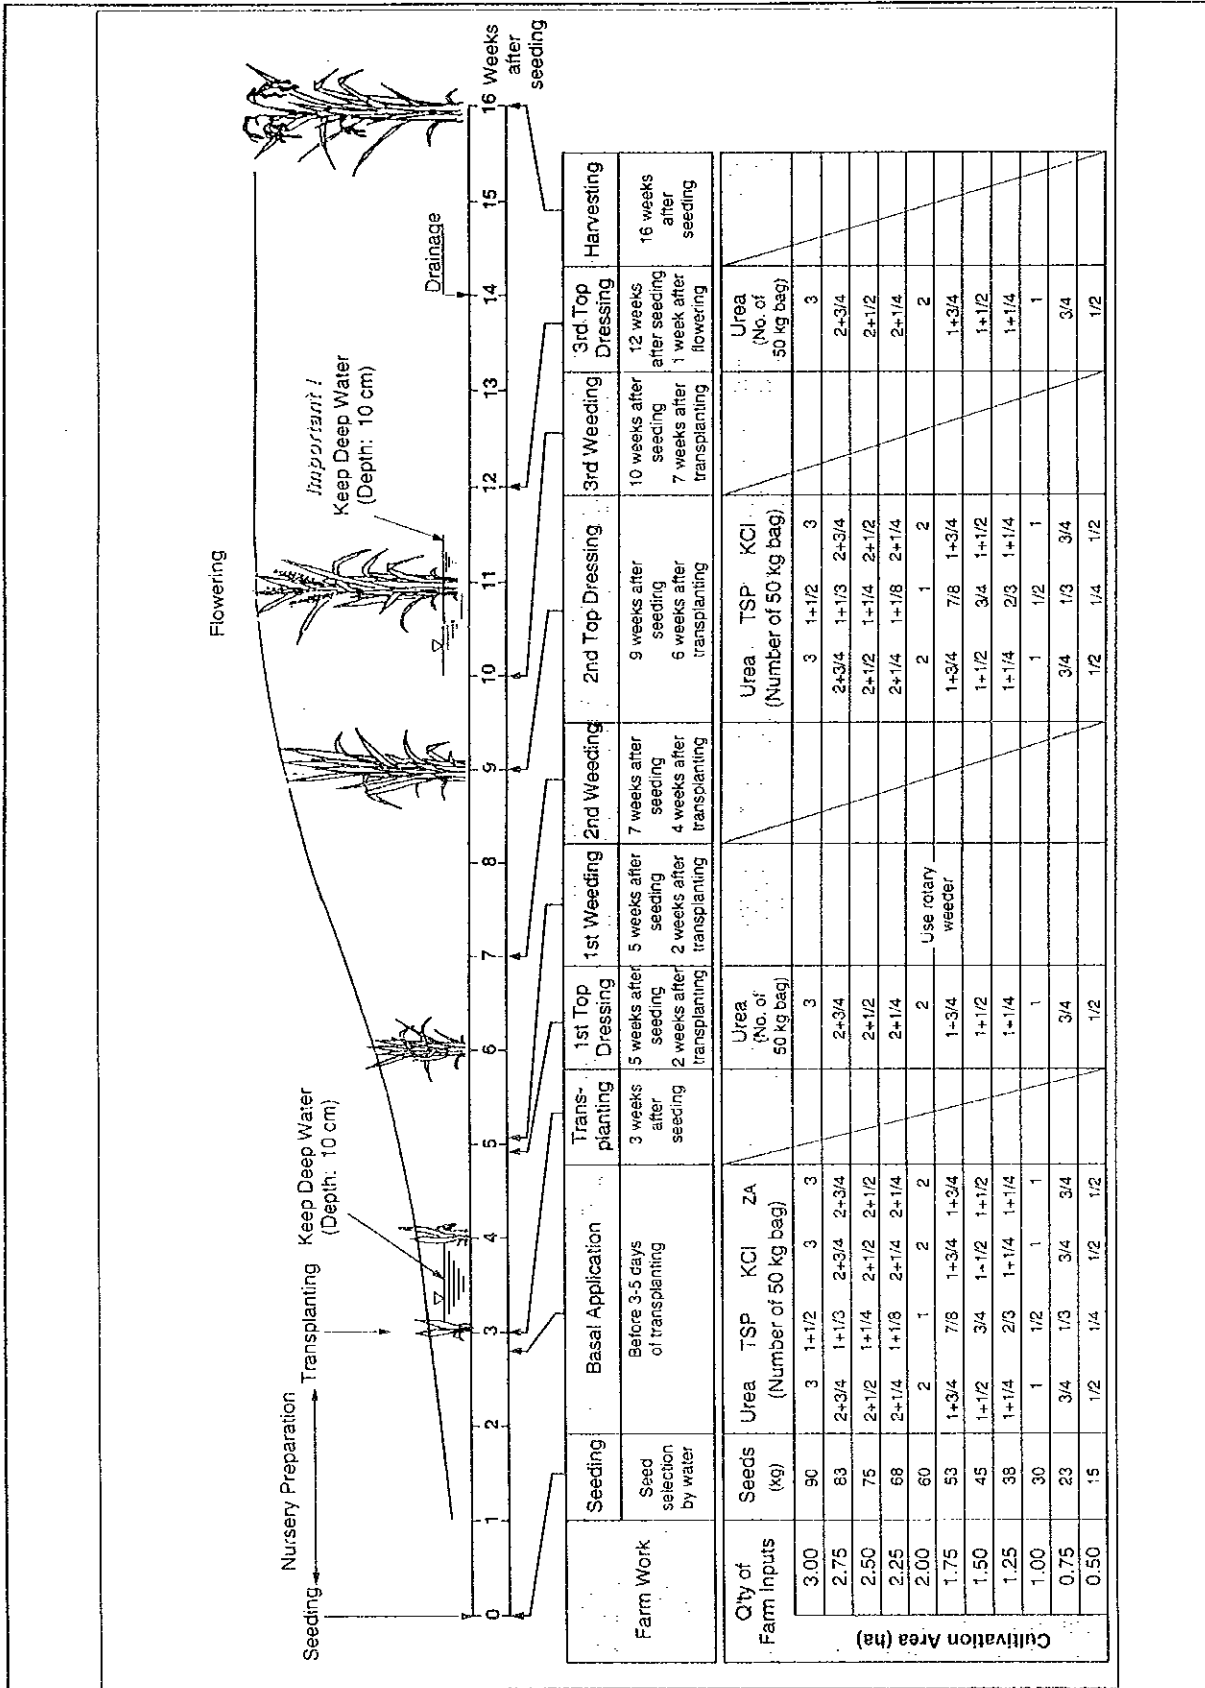 Flowering
Nursery Preparation
Seeding
Transplanting
Keep Deep Water
(Depth: 10 cm)
Important!
Keep Deep Water
(Depth: 10 cm)
Drainage
0 1 2 3 4 5 6 7 8 9 10 11 12 13 14 15 16 Weeks
after
seeding
Farm Work
Seeding
Basal Application
Trans-
planting
1st Top
Dressing
1st Weeding
2nd Weeding
2nd Top Dressing
3rd Weeding
3rd Top
Dressing
Harvesting
Seed
selection
by water
Before 3-5 days
of transplanting
3 weeks
after
seeding
5 weeks after
seeding
2 weeks after
transplanting
5 weeks after
seeding
2 weeks after
transplanting
7 weeks after
seeding
4 weeks after
transplanting
9 weeks after
seeding
6 weeks after
transplanting
10 weeks after
seeding
7 weeks after
transplanting
12 weeks
after seeding
1 week after
flowering
16 weeks
after
seeding
Q'ty of
Farm Inputs
Seeds
(kg)
Urea TSP KCl ZA
(Number of 50 kg bag)
Urea
(No. of
50 kg bag)
Urea TSP KCl
(Number of 50 kg bag)
Urea
(No. of
50 kg bag)
Cultivation Area (ha)
3.00 90 3 1+1/2 3 3 3 3 1+1/2 3 3
2.75 83 2+3/4 1+1/3 2+3/4 2+3/4 2+3/4 2+3/4 1+1/3 2+3/4 2+3/4
2.50 75 2+1/2 1+1/4 2+1/2 2+1/2 2+1/2 2+1/2 1+1/4 2+1/2 2+1/2
2.25 68 2+1/4 1+1/8 2+1/4 2+1/4 2+1/4 2+1/4 1+1/8 2+1/4 2+1/4
2.00 60 2 1 2 2 2 2 1 2 2
1.75 53 1+3/4 7/8 1+3/4 1+3/4 1+3/4 1+3/4 7/8 1+3/4 1+3/4
1.50 45 1+1/2 3/4 1+1/2 1+1/2 1+1/2 1+1/2 3/4 1+1/2 1+1/2
1.25 38 1+1/4 2/3 1+1/4 1+1/4 1+1/4 1+1/4 2/3 1+1/4 1+1/4
1.00 30 1 1/2 1 1 1 1 1/2 1 1
0.75 23 3/4 1/3 3/4 3/4 3/4 3/4 1/3 3/4 3/4
0.50 15 1/2 1/4 1/2 1/2 1/2 1/2 1/4 1/2 1/2
Use rotary
weeder